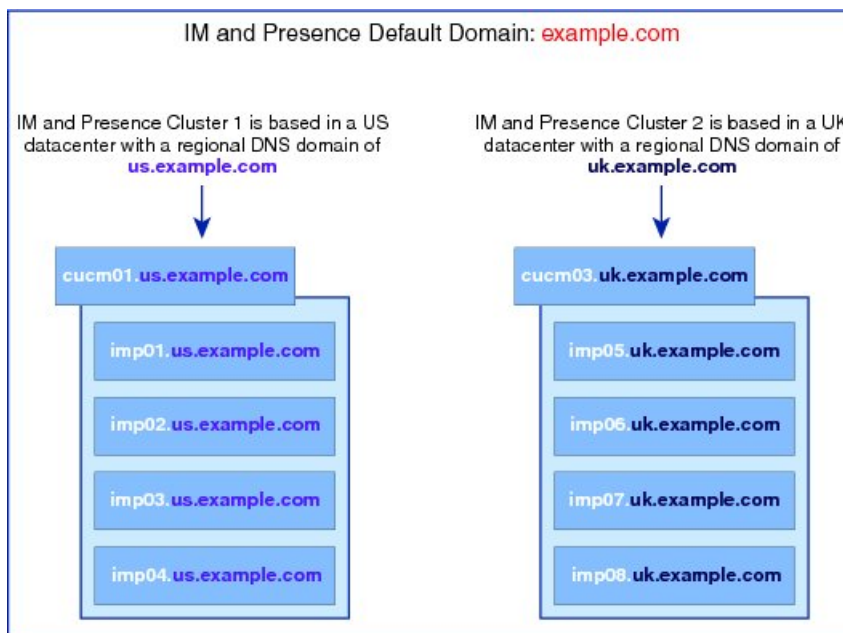 IM and Presence Default Domain: example.com
IM and Presence Cluster 1 is based in a US
datacenter with a regional DNS domain of
us.example.com
cucm01.us.example.com
imp01.us.example.com
imp02.us.example.com
imp03.us.example.com
imp04.us.example.com
IM and Presence Cluster 2 is based in a UK
datacenter with a regional DNS domain of
uk.example.com
cucm03.uk.example.com
imp05.uk.example.com
imp06.uk.example.com
imp07.uk.example.com
imp08.uk.example.com